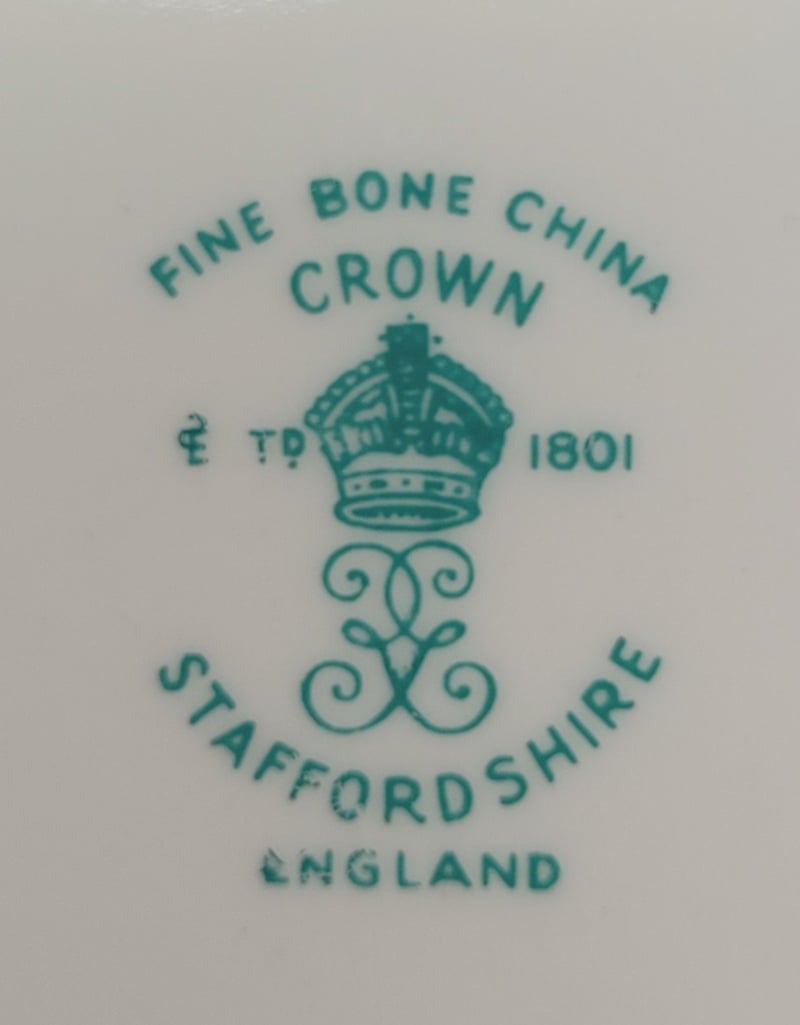 FINE BONE CHINA
CROWN
TD 1801
STAFFORDSHIRE
ENGLAND